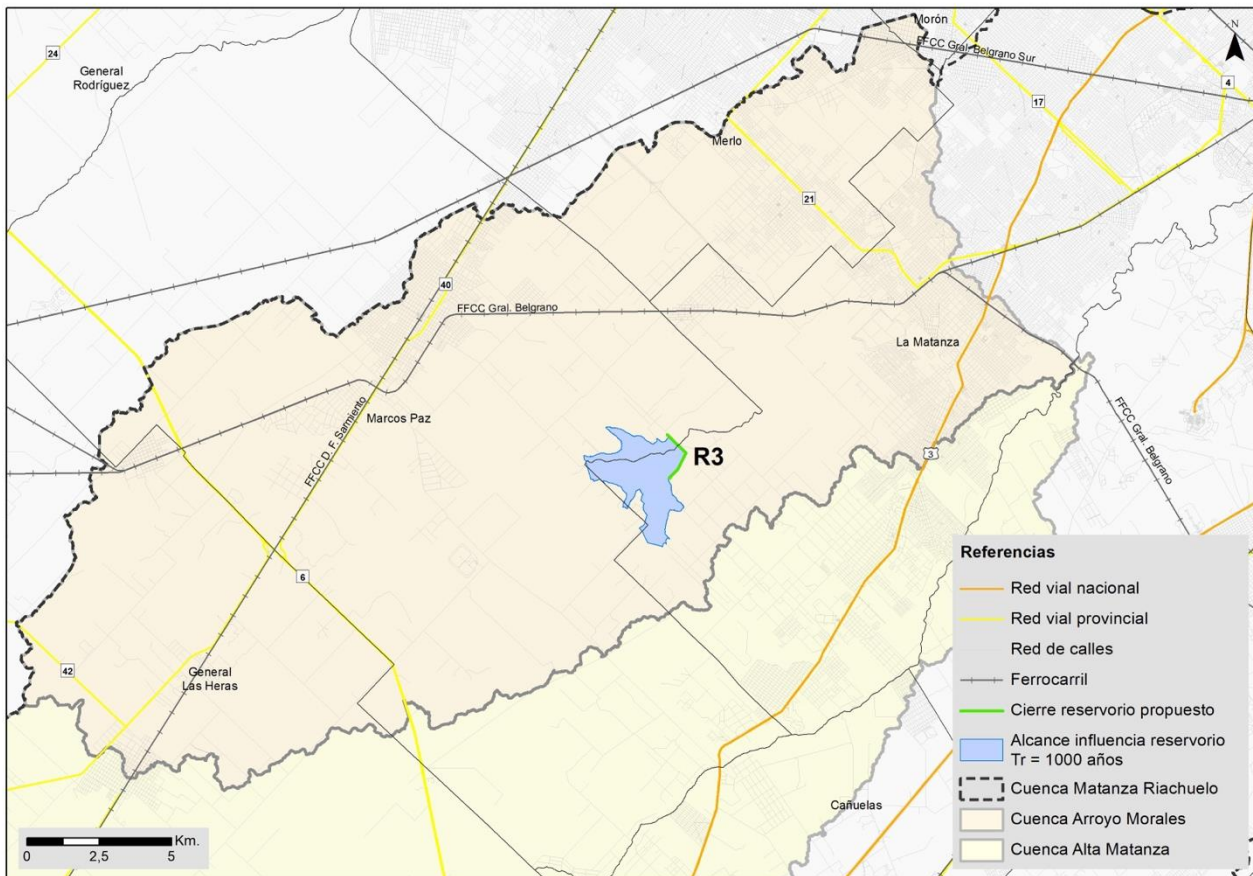 Morón
N
FFCC Gral. Belgrano Sur
24
General
Rodríguez
4
17
Merlo
21
40
FFCC Gral. Belgrano
La Matanza
Marcos Paz
FFCC D. F. Sarmiento
FFCC Gral. Belgrano
R3
3
6
42
General
Las Heras
Cañuelas
Referencias
Red vial nacional
Red vial provincial
Red de calles
Ferrocarril
Cierre reservorio propuesto
Alcance influencia reservorio
Tr = 1000 años
Cuenca Matanza Riachuelo
Cuenca Arroyo Morales
Cuenca Alta Matanza
Km.
0 2,5 5